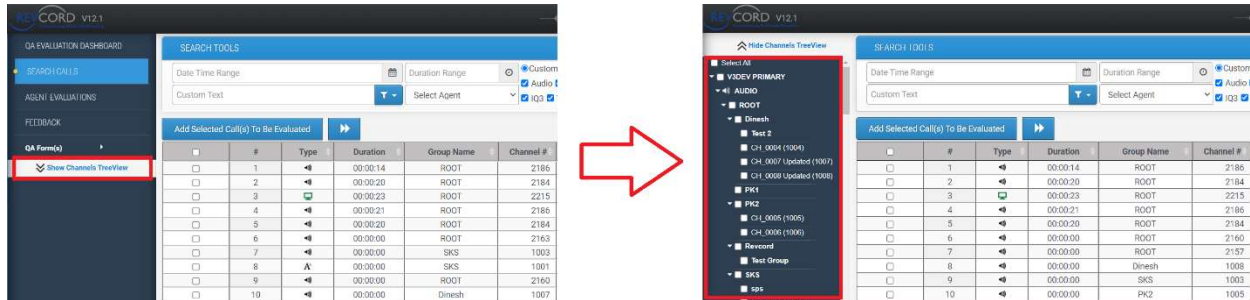 REVCORD V12.1
QA EVALUATION DASHBOARD
SEARCH CALLS
AGENT EVALUATIONS
FEEDBACK
QA Form(s)
Show Channels TreeView
SEARCH TOOLS
Date Time Range Duration Range Custom
Audio
Custom Text Select Agent IQ3
Add Selected Call(s) To Be Evaluated
# Type Duration Group Name Channel #
1 00:00:14 ROOT 2186
2 00:00:20 ROOT 2184
3 00:00:23 ROOT 2215
4 00:00:21 ROOT 2186
5 00:00:20 ROOT 2184
6 00:00:00 ROOT 2163
7 00:00:00 SKS 1003
8 00:00:00 SKS 1001
9 00:00:00 ROOT 2160
10 00:00:00 Dinesh 1007
REVCORD V12.1
Hide Channels TreeView
Select All
V3DEV PRIMARY
AUDIO
ROOT
Dinesh
Test 2
CH_0004 (1004)
CH_0007 Updated (1007)
CH_0008 Updated (1008)
PK1
PK2
CH_0005 (1005)
CH_0006 (1006)
Revcord
Test Group
SKS
sps
SEARCH TOOLS
Date Time Range Duration Range Custom
Audio
Custom Text Select Agent IQ3
Add Selected Call(s) To Be Evaluated
# Type Duration Group Name Channel #
1 00:00:14 ROOT 2186
2 00:00:20 ROOT 2184
3 00:00:23 ROOT 2215
4 00:00:21 ROOT 2186
5 00:00:20 ROOT 2184
6 00:00:00 ROOT 2160
7 00:00:00 ROOT 2157
8 00:00:00 Dinesh 1008
9 00:00:00 SKS 1003
10 00:00:00 PK2 1005